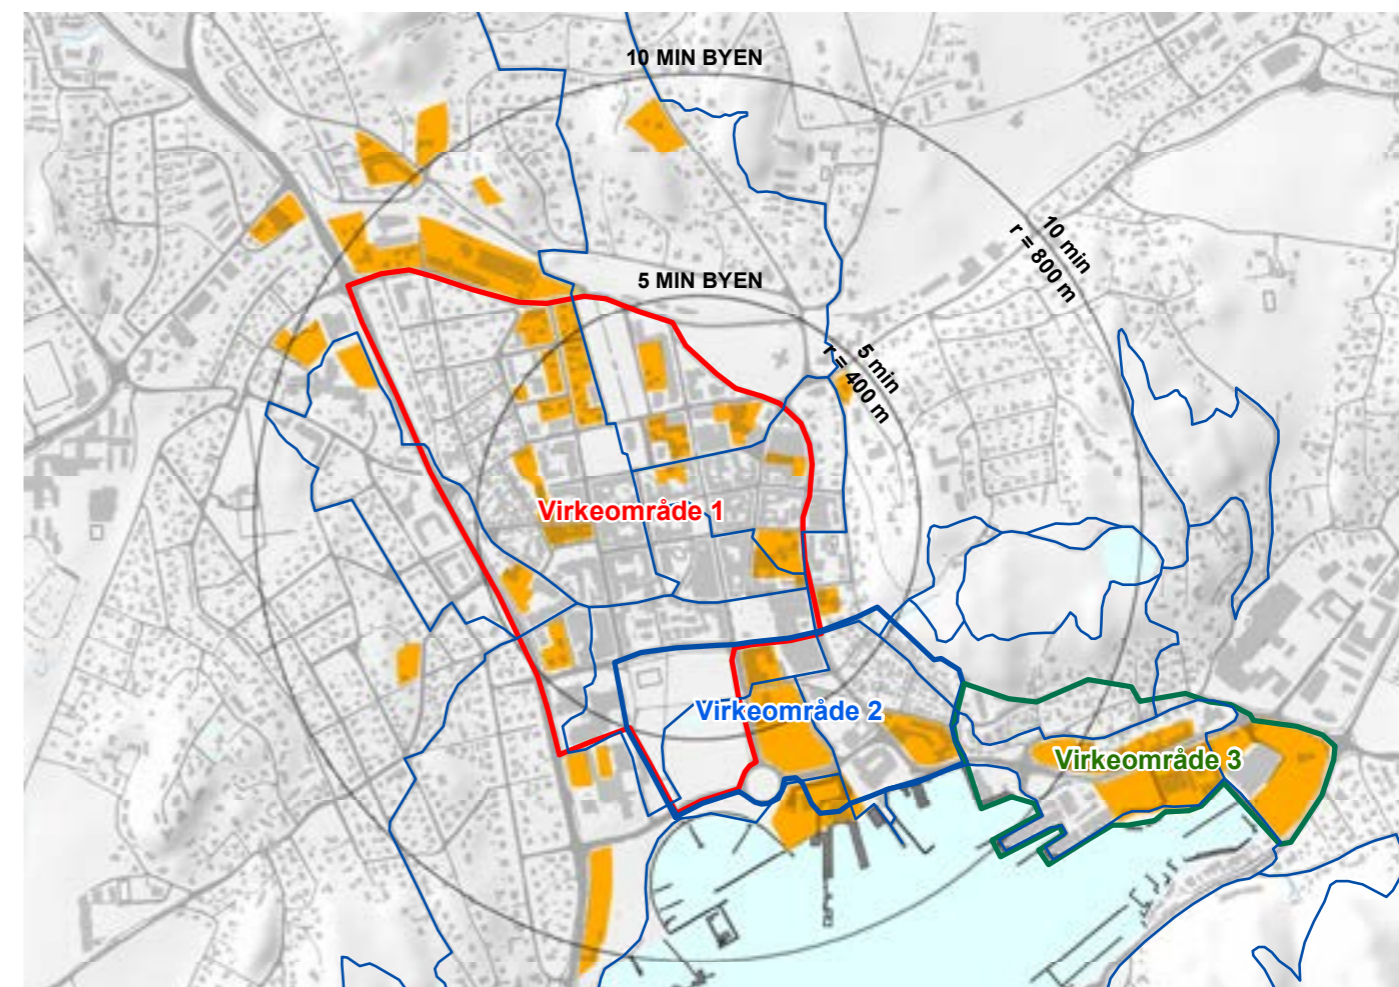 10 MIN BYEN
10 min
r = 800 m
5 MIN BYEN
5 min
r = 400 m
Virkeområde 1
Virkeområde 2
Virkeområde 3